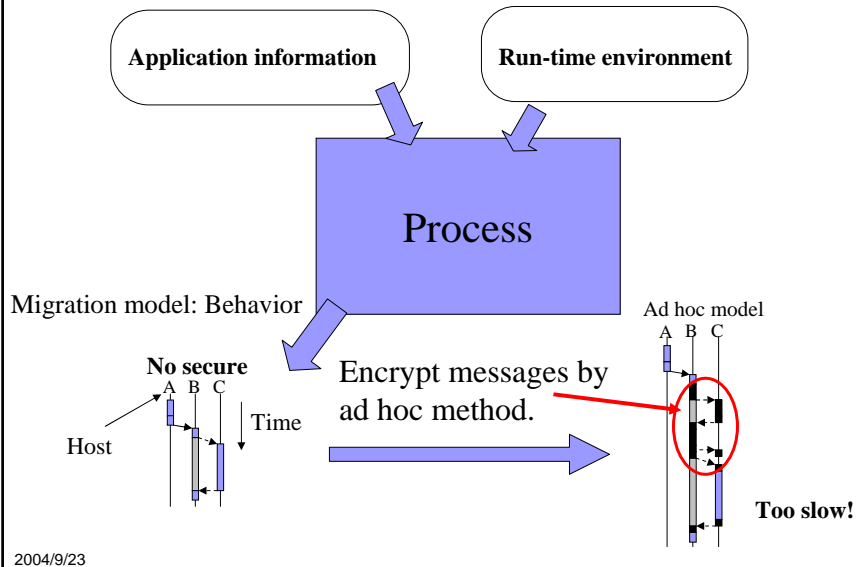 Application information
Run-time environment
Process
Migration model: Behavior
No secure
A B C
Host
Time
Encrypt messages by
ad hoc method.
Ad hoc model
A B C
Too slow!
2004/9/23